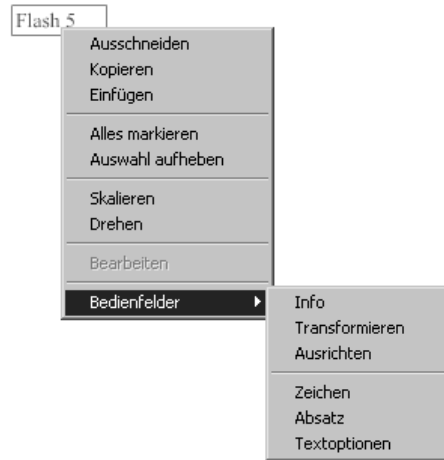 Flash 5
Ausschneiden
Kopieren
Einfügen
Alles markieren
Auswahl aufheben
Skalieren
Drehen
Bearbeiten
Bedienfelder
Info
Transformieren
Ausrichten
Zeichen
Absatz
Textoptionen